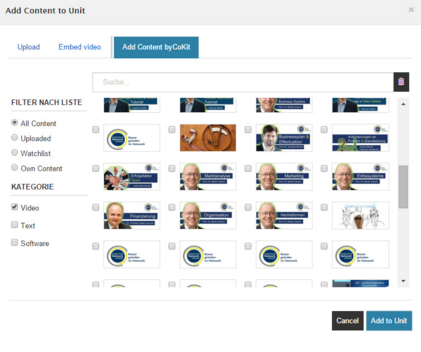 Add Content to Unit
×
Upload
Embed video
Add Content byCoKit
Suche...
FILTER NACH LISTE
All Content
Uploaded
Watchlist
Own Content
KATEGORIE
Video
Text
Software
Tutorial
Tutorial
Business Systems
Businessplan &
Effectuation
Erfolgsfaktor
Marktanalyse
Marketing
Finanzierung
Organisation
Rechtsformen
Cancel
Add to Unit